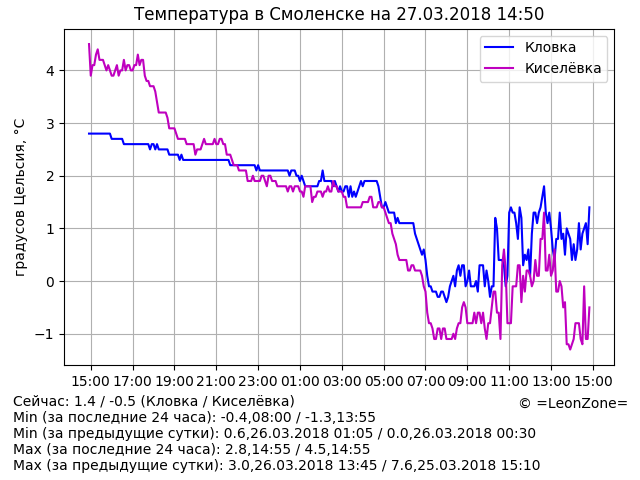 Температура в Смоленске на 27.03.2018 14:50
градусов Цельсия, °C
4
3
2
1
0
−1
Кловка
Киселёвка
15:00 17:00 19:00 21:00 23:00 01:00 03:00 05:00 07:00 09:00 11:00 13:00 15:00
Сейчас: 1.4 / -0.5 (Кловка / Киселёвка)
© =LeonZone=
Min (за последние 24 часа): -0.4,08:00 / -1.3,13:55
Min (за предыдущие сутки): 0.6,26.03.2018 01:05 / 0.0,26.03.2018 00:30
Max (за последние 24 часа): 2.8,14:55 / 4.5,14:55
Max (за предыдущие сутки): 3.0,26.03.2018 13:45 / 7.6,25.03.2018 15:10